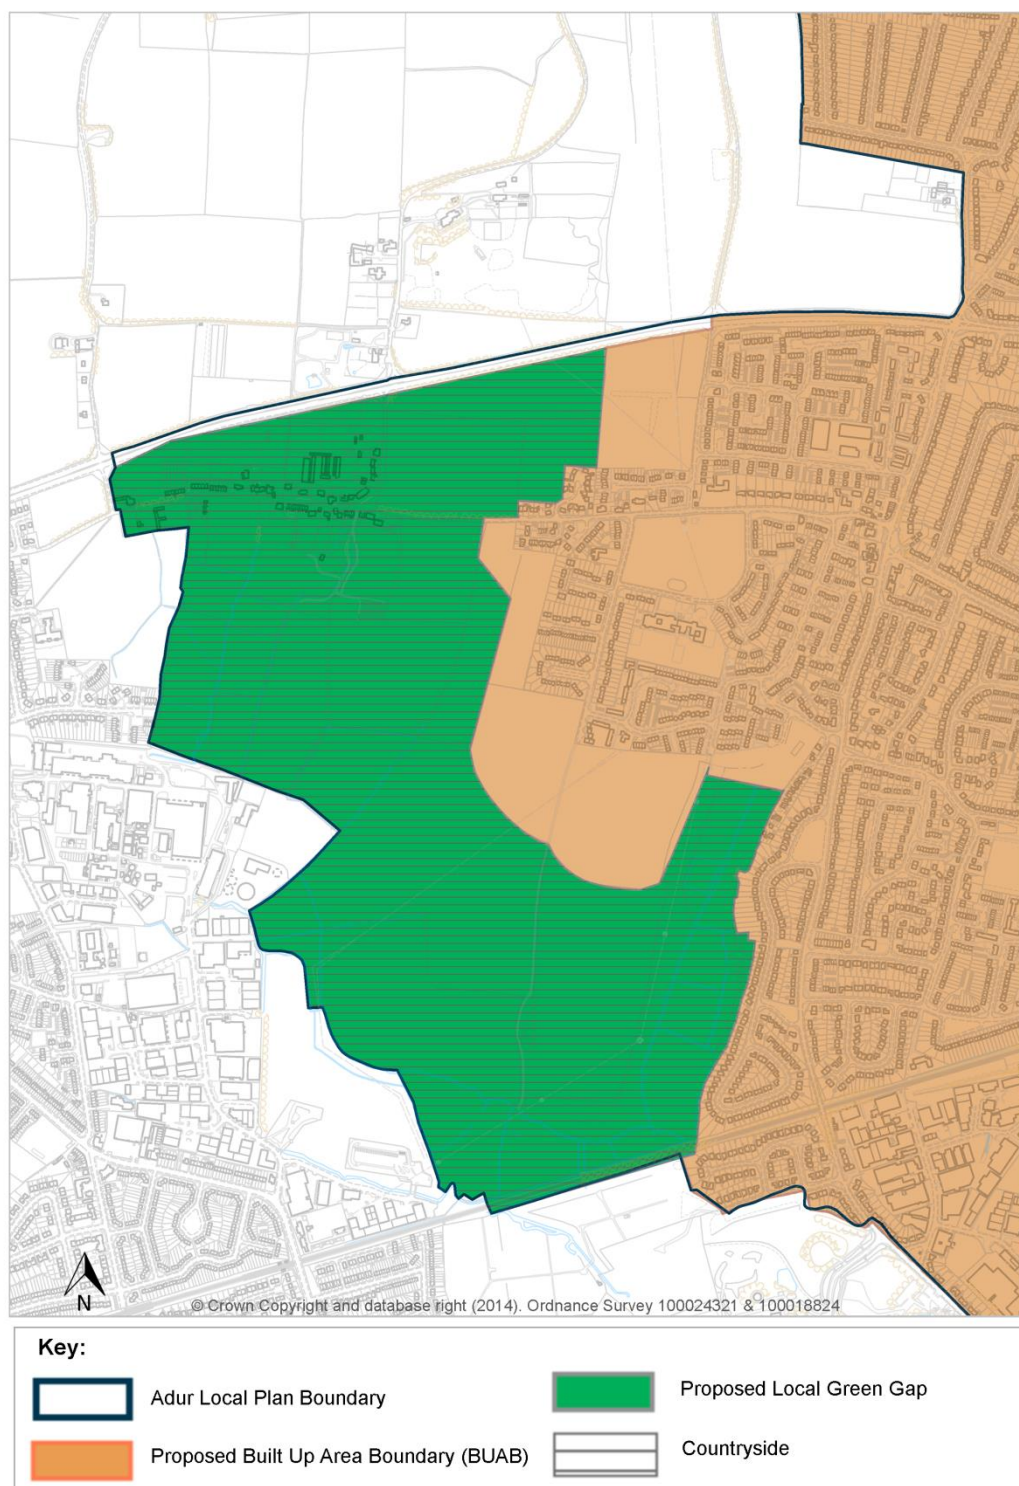 N
© Crown Copyright and database right (2014). Ordnance Survey 100024321 & 100018824
Key:
Adur Local Plan Boundary
Proposed Local Green Gap
Proposed Built Up Area Boundary (BUAB)
Countryside